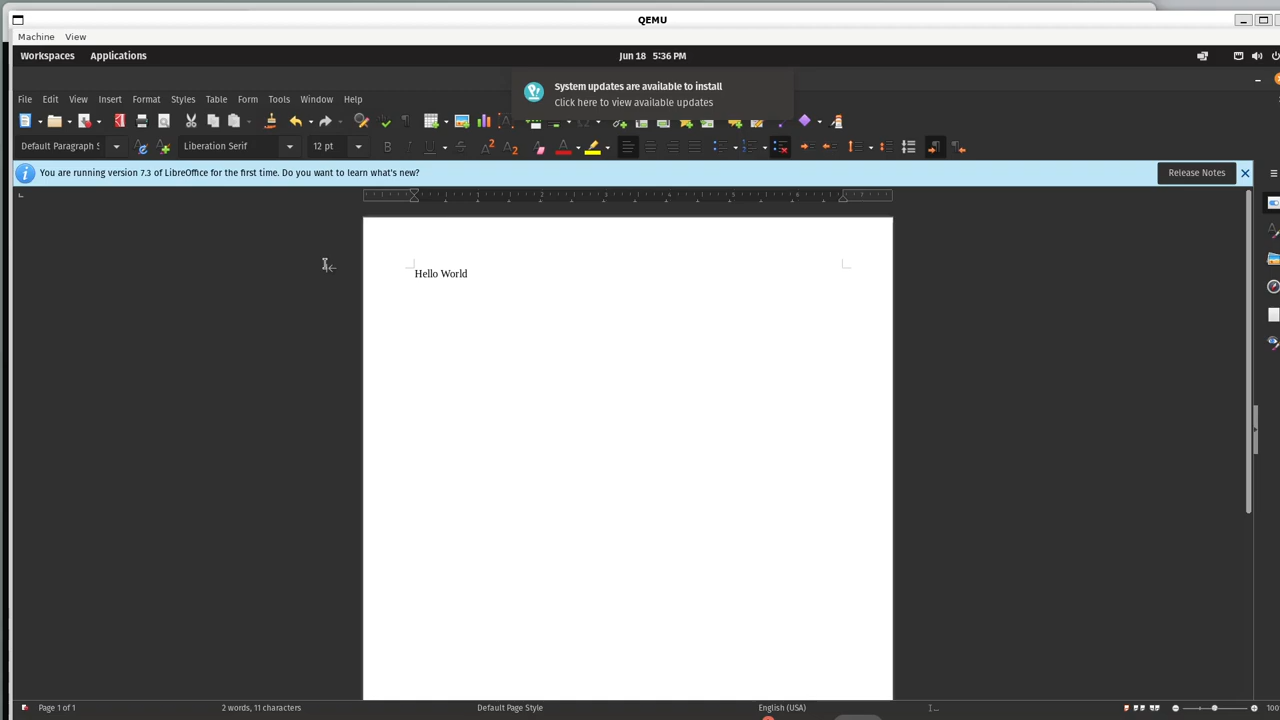 QEMU
Machine View
Workspaces Applications Jun 18 5:36 PM
System updates are available to install
Click here to view available updates
File Edit View Insert Format Styles Table Form Tools Window Help
Default Paragraph S Liberation Serif 12 pt
You are running version 7.3 of LibreOffice for the first time. Do you want to learn what's new? Release Notes
Hello World
Page 1 of 1 2 words, 11 characters Default Page Style English (USA) 100